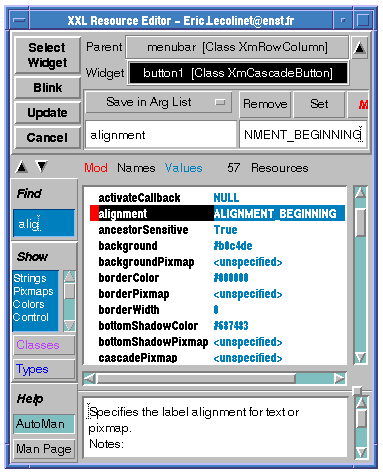 XXL Resource Editor - Eric.Lecolinet@enst.fr
Select Widget
Parent menubar [Class XmRowColumn]
Widget button1 [Class XmCascadeButton]
Blink
Update
Save in Arg List Remove Set
Cancel
alignment NMENT_BEGINNING
Mod Names Values 57 Resources
Find
alig
Show
Strings
Pixmaps
Colors
Control
Classes
Types
Help
AutoMan
Man Page
activateCallback NULL
alignment ALIGNMENT_BEGINNING
ancestorSensitive True
background #b0c4de
backgroundPixmap <unspecified>
borderColor #000000
borderPixmap <unspecified>
borderWidth 0
bottomShadowColor #687483
bottomShadowPixmap <unspecified>
cascadePixmap <unspecified>
Specifies the label alignment for text or
pixmap.
Notes: